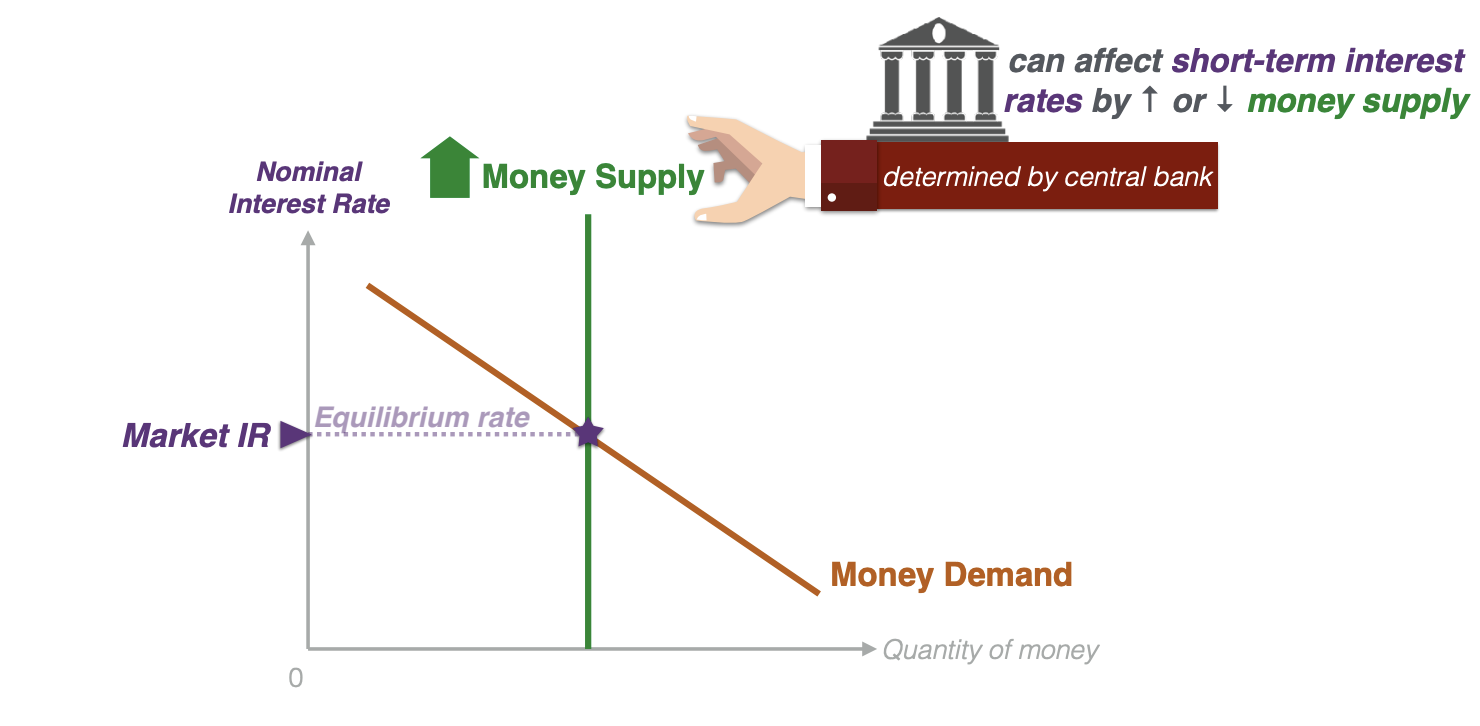 can affect short-term interest
rates by ↑ or ↓ money supply
determined by central bank
Money Supply
Nominal
Interest Rate
Equilibrium rate
Market IR
Money Demand
Quantity of money
0